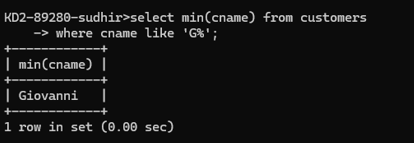 KD2-89280-sudhir>select min(cname) from customers
    -> where cname like 'G%';
+------------+
| min(cname) |
+------------+
| Giovanni   |
+------------+
1 row in set (0.00 sec)